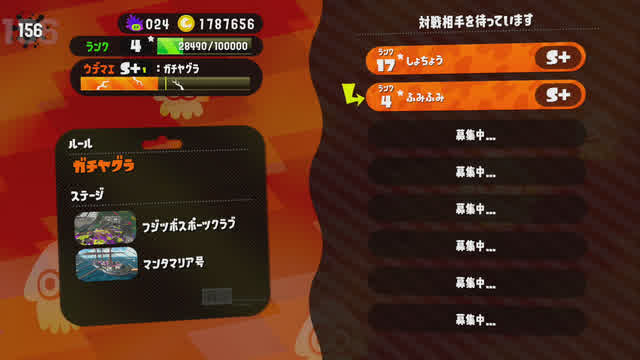 156
024
1787656
ランク 4★ 28490/100000
ウデマエ S+1 : ガチヤグラ
ルール
ガチヤグラ
ステージ
フジツボスポーツクラブ
マンタマリア号
対戦相手を待っています
ランク 17★ しょちょう S+
ランク 4★ ふみふみ S+
募集中...
募集中...
募集中...
募集中...
募集中...
募集中...